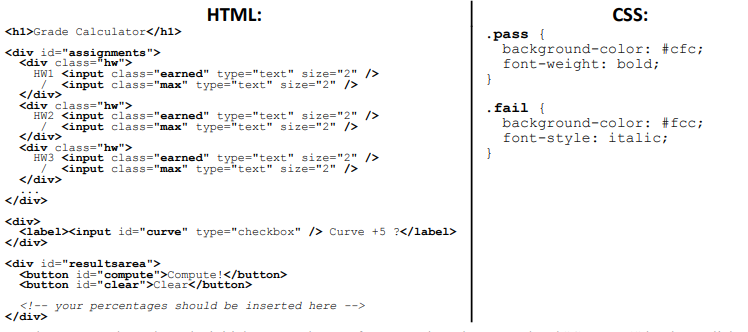 HTML:
<h1>Grade Calculator</h1>
<div id="assignments">
<div class="hw">
HW1 <input class="earned" type="text" size="2" />
/ <input class="max" type="text" size="2" />
</div>
<div class="hw">
HW2 <input class="earned" type="text" size="2" />
/ <input class="max" type="text" size="2" />
</div>
<div class="hw">
HW3 <input class="earned" type="text" size="2" />
/ <input class="max" type="text" size="2" />
</div>
...
</div>
<div>
<label><input id="curve" type="checkbox" /> Curve +5 ?</label>
</div>
<div id="resultsarea">
<button id="compute">Compute!</button>
<button id="clear">Clear</button>
<!-- your percentages should be inserted here -->
</div>
CSS:
.pass {
background-color: #cfc;
font-weight: bold;
}
.fail {
background-color: #fcc;
font-style: italic;
}